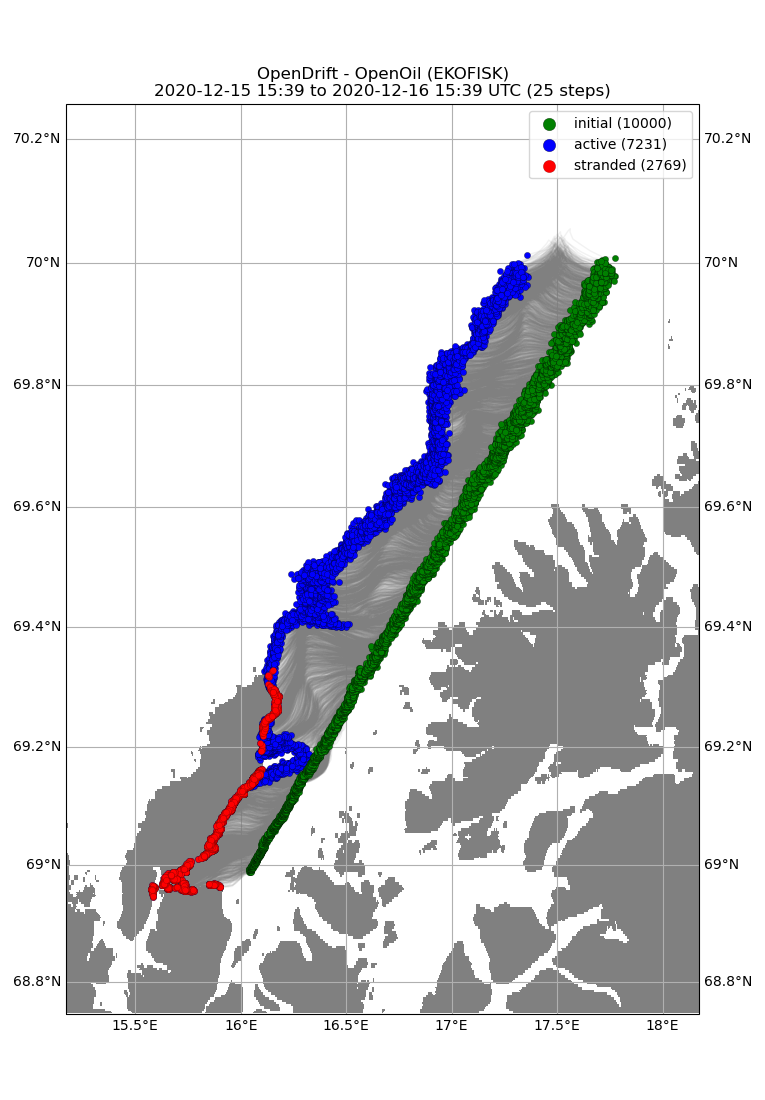 OpenDrift - OpenOil (EKOFISK)
2020-12-15 15:39 to 2020-12-16 15:39 UTC (25 steps)
initial (10000)
active (7231)
stranded (2769)
70.2°N 70.2°N
70°N 70°N
69.8°N 69.8°N
69.6°N 69.6°N
69.4°N 69.4°N
69.2°N 69.2°N
69°N 69°N
68.8°N 68.8°N
15.5°E 16°E 16.5°E 17°E 17.5°E 18°E